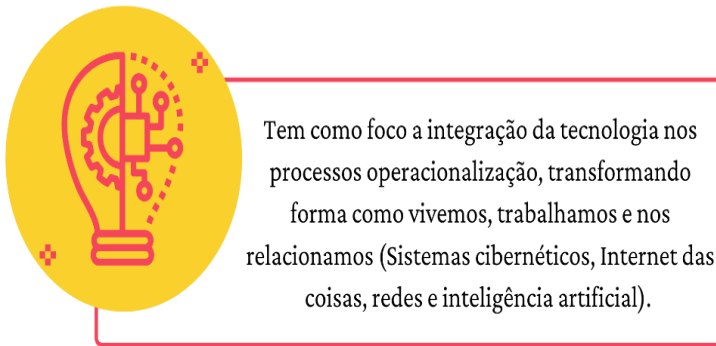 Tem como foco a integração da tecnologia nos
processos operacionalização, transformando
forma como vivemos, trabalhamos e nos
relacionamos (Sistemas cibernéticos, Internet das
coisas, redes e inteligência artificial).